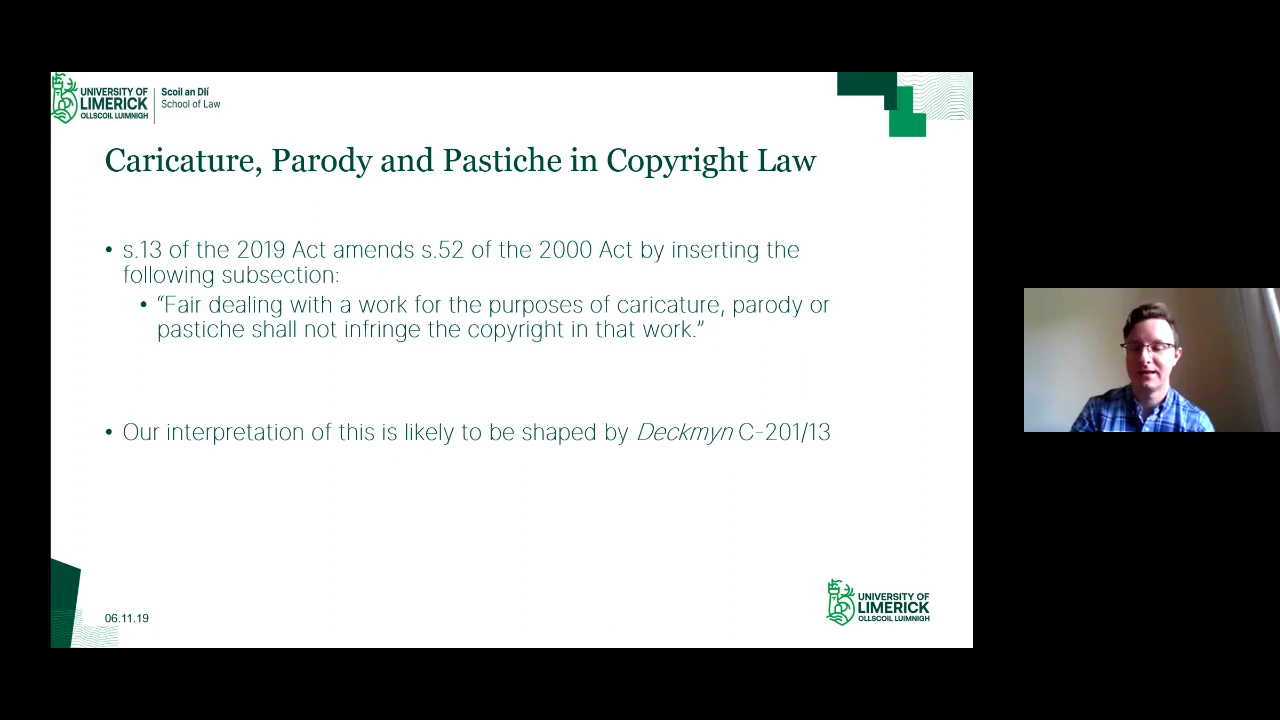 UNIVERSITY OF
LIMERICK
OLLSCOIL LUIMNIGH
Scoil an Dlí
School of Law
Caricature, Parody and Pastiche in Copyright Law
• s.13 of the 2019 Act amends s.52 of the 2000 Act by inserting the
following subsection:
• “Fair dealing with a work for the purposes of caricature, parody or
pastiche shall not infringe the copyright in that work.”
• Our interpretation of this is likely to be shaped by Deckmyn C-201/13
06.11.19
UNIVERSITY OF
LIMERICK
OLLSCOIL LUIMNIGH